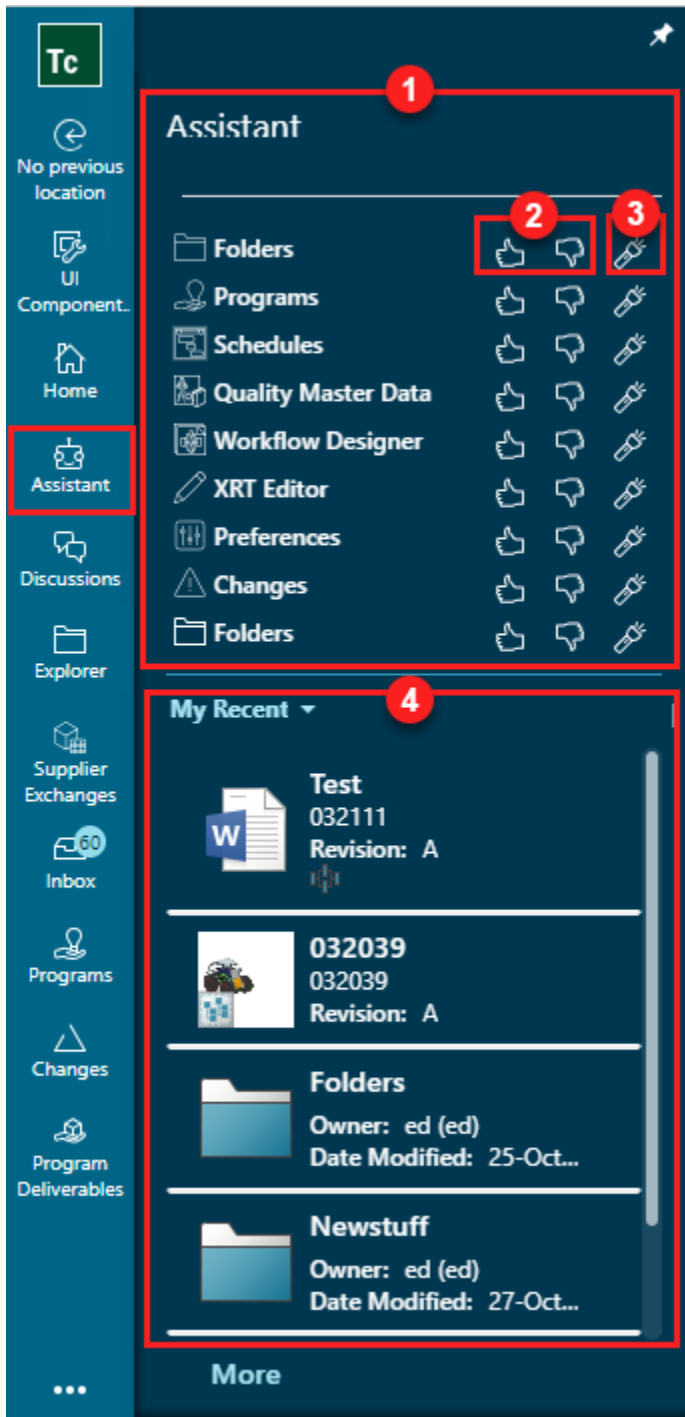 Tc
No previous
location
UI
Component..
Home
Assistant
Discussions
Explorer
Supplier
Exchanges
60
Inbox
Programs
Changes
Program
Deliverables
•••
1
Assistant
2
3
Folders
Programs
Schedules
Quality Master Data
Workflow Designer
XRT Editor
Preferences
Changes
Folders
4
My Recent
W
Test
032111
Revision: A
032039
032039
Revision: A
Folders
Owner: ed (ed)
Date Modified: 25-Oct...
Newstuff
Owner: ed (ed)
Date Modified: 27-Oct...
More